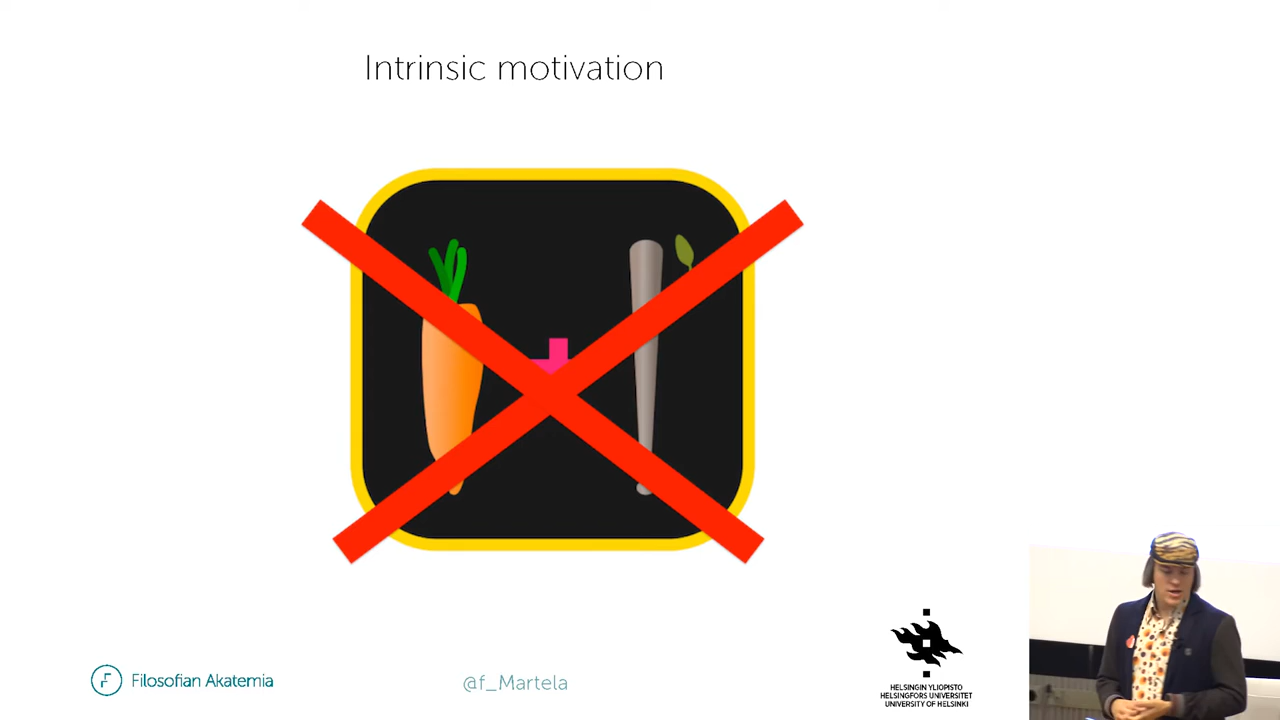 Intrinsic motivation
Filosofian Akatemia
@f_Martela
HELSINGIN YLIOPISTO
HELSINGFORS UNIVERSITET
UNIVERSITY OF HELSINKI